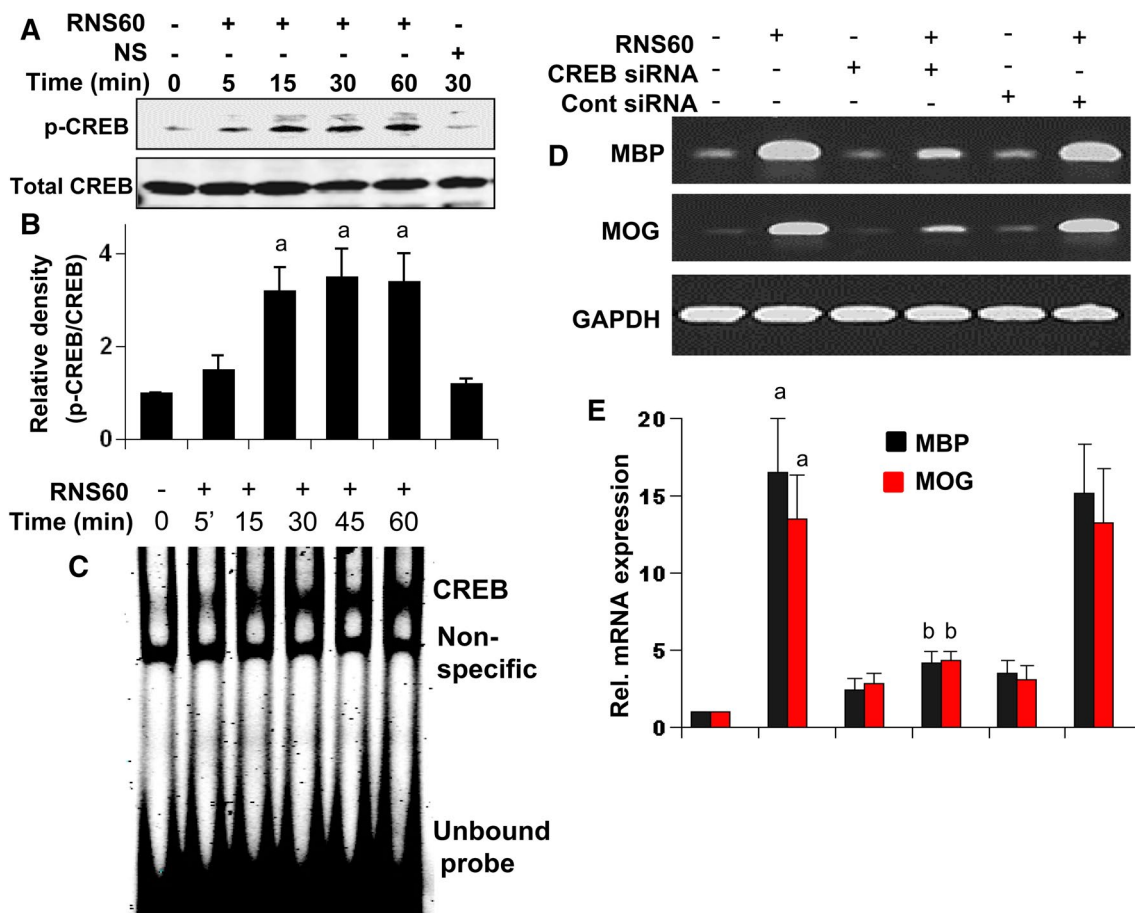 A
RNS60 - + + + + -
NS - - - - - +
Time (min) 0 5 15 30 60 30
p-CREB
Total CREB
B
Relative density
(p-CREB/CREB)
4
2
0
a a a
RNS60 - + + + + +
Time (min) 0 5' 15 30 45 60
C
CREB
Non-
specific
Unbound
probe
RNS60 - + - + - +
CREB siRNA - - + + - -
Cont siRNA - - - - + +
D
MBP
MOG
GAPDH
E
Rel. mRNA expression
20
15
10
5
0
a
a
b b
MBP
MOG